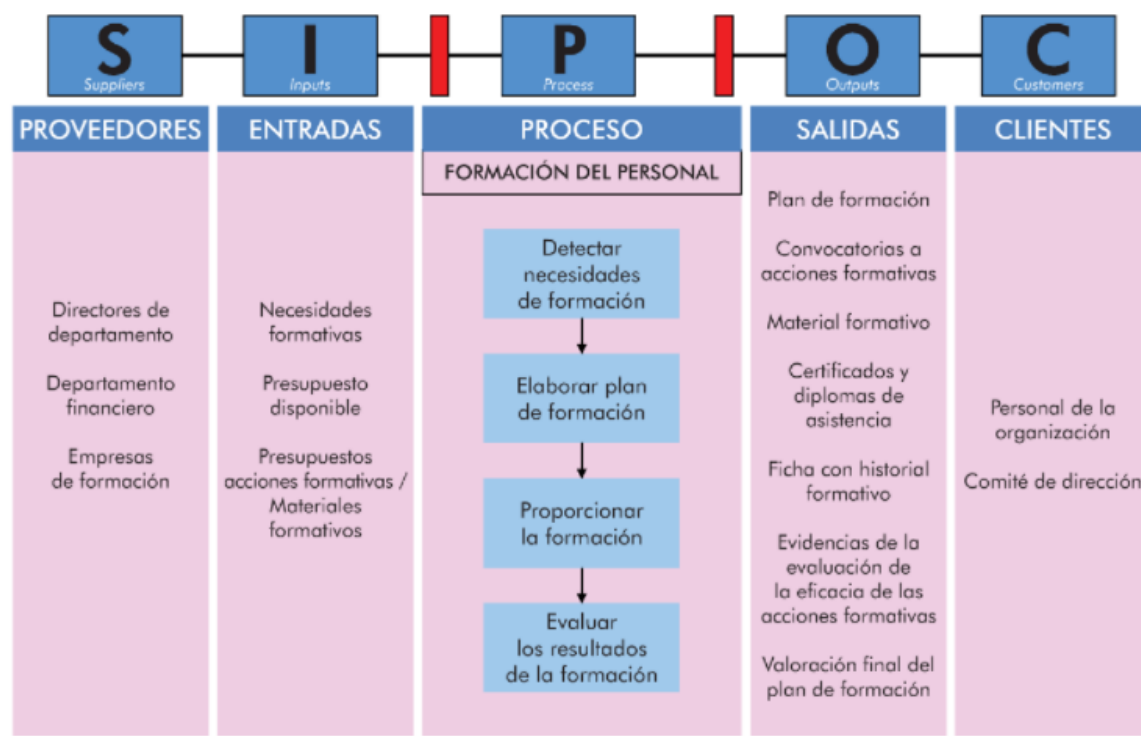 S
Suppliers
I
Inputs
P
Process
O
Outputs
C
Customers
PROVEEDORES
Directores de
departamento
Departamento
financiero
Empresas
de formación
ENTRADAS
Necesidades
formativas
Presupuesto
disponible
Presupuestos
acciones formativas /
Materiales
formativos
PROCESO
FORMACIÓN DEL PERSONAL
Detectar
necesidades
de formación
Elaborar plan
de formación
Proporcionar
la formación
Evaluar
los resultados
de la formación
SALIDAS
Plan de formación
Convocatorias a
acciones formativas
Material formativo
Certificados y
diplomas de
asistencia
Ficha con historial
formativo
Evidencias de la
evaluación de
la eficacia de las
acciones formativas
Valoración final del
plan de formación
CLIENTES
Personal de la
organización
Comité de dirección